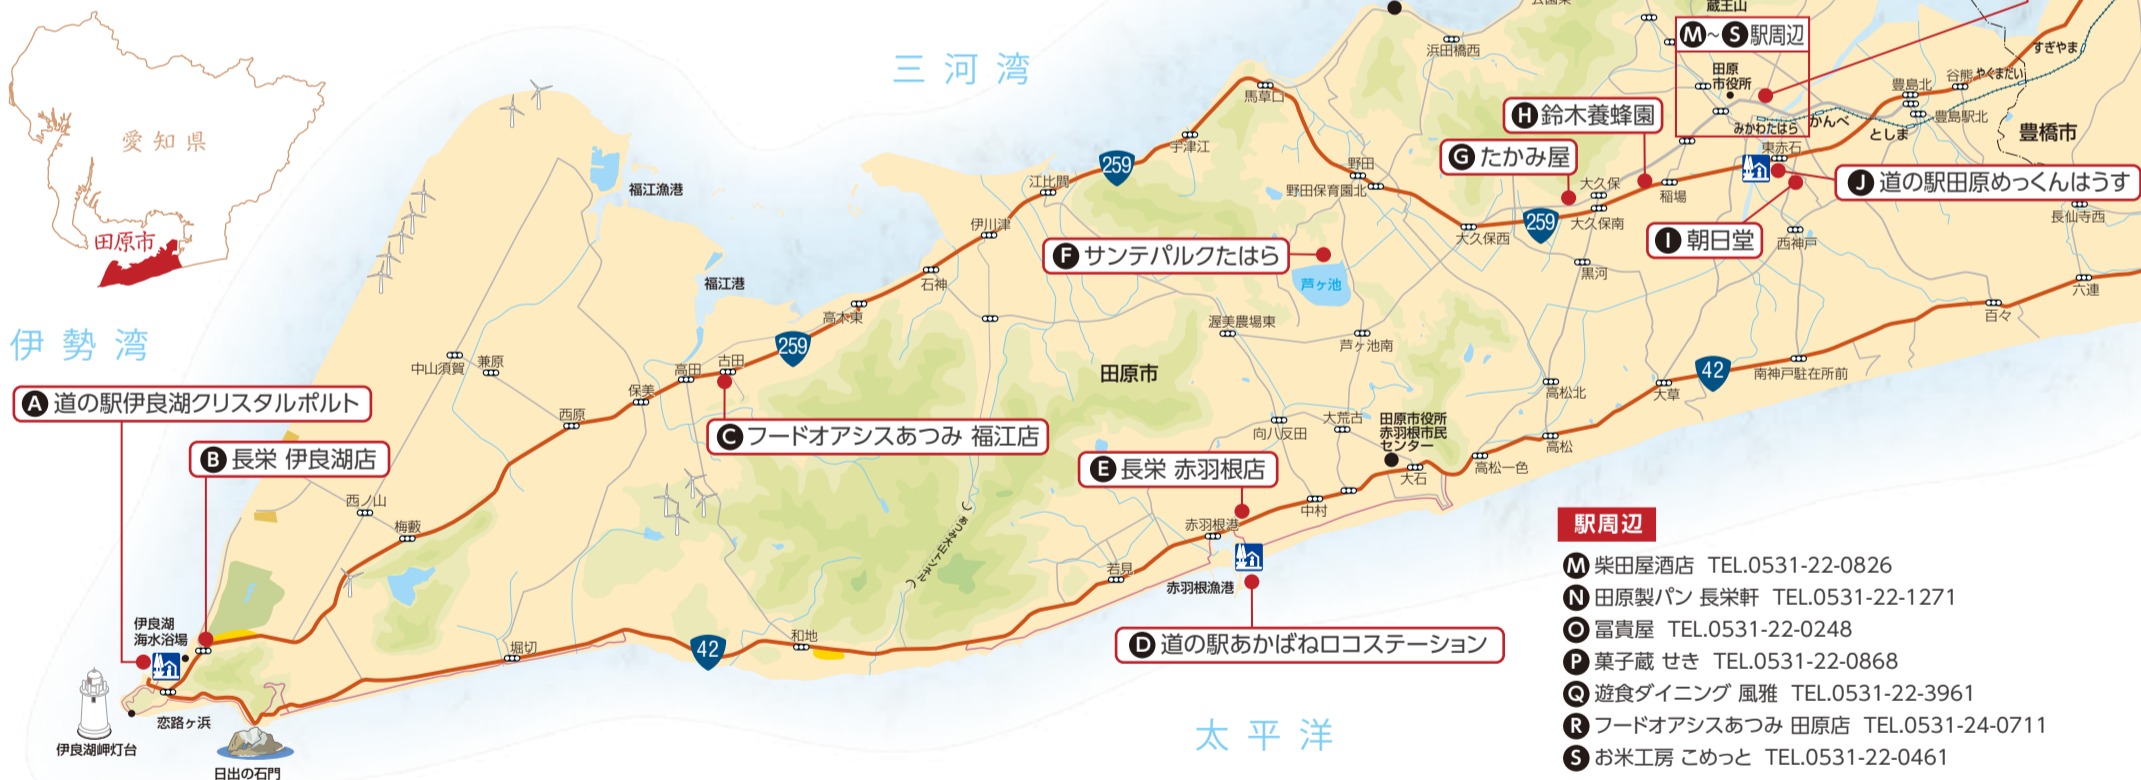 愛知県
田原市
伊勢湾
三河湾
太平洋
公園東
蔵王山
浜田橋西
M～S 駅周辺
田原
市役所
みかわたはら
かんべ
としま
やぐまだい
すぎやま
豊島北
谷熊
豊島駅北
豊橋市
馬草口
宇津江
259
江比間
伊川津
石神
高木東
259
古田
高田
保美
西原
福江漁港
福江港
中山須賀
兼原
野田
野田保育園北
大久保西
259
大久保
大久保南
稲場
東赤石
西神戸
長仙寺西
黒河
六連
百々
H 鈴木養蜂園
G たかみ屋
J 道の駅田原めっくんはうす
I 朝日堂
F サンテパルクたはら
芦ヶ池
渥美農場東
芦ヶ池南
田原市
42
南神戸駐在所前
大草
高松北
高松
高松一色
大石
大荒古
向八反田
田原市役所
赤羽根市民
センター
A 道の駅伊良湖クリスタルポルト
B 長栄 伊良湖店
C フードオアシスあつみ 福江店
E 長栄 赤羽根店
中村
赤羽根港
若見
赤羽根漁港
D 道の駅あかばねロコステーション
西ノ山
梅藪
あつみ大山トンネル
伊良湖
海水浴場
堀切
42
和地
恋路ヶ浜
伊良湖岬灯台
日出の石門
駅周辺
M 柴田屋酒店 TEL.0531-22-0826
N 田原製パン 長栄軒 TEL.0531-22-1271
O 冨貴屋 TEL.0531-22-0248
P 菓子蔵 せき TEL.0531-22-0868
Q 遊食ダイニング 風雅 TEL.0531-22-3961
R フードオアシスあつみ 田原店 TEL.0531-24-0711
S お米工房 こめっと TEL.0531-22-0461